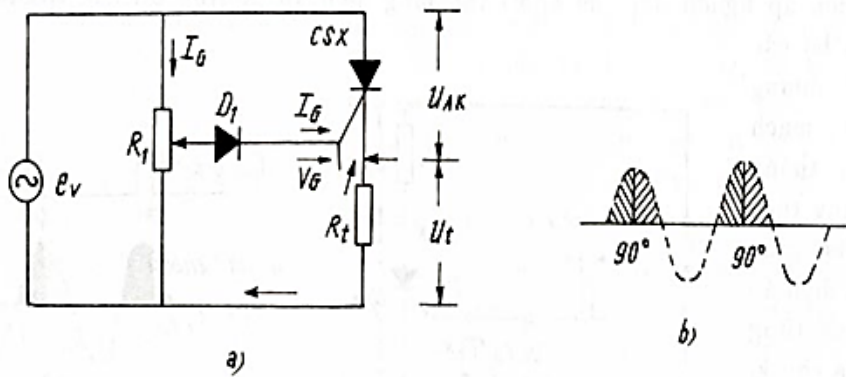 CSX
I_G
U_AK
D_1
I_G
R_1
V_G
e_v
R_t
U_t
90°
90°
a)
b)